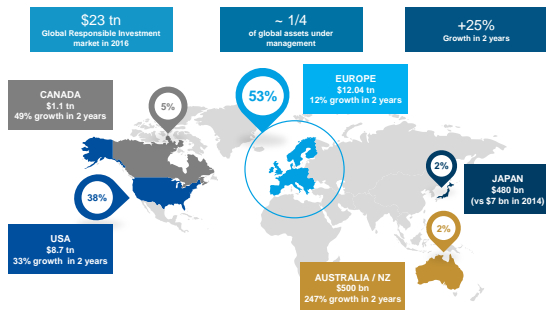 $23 tn
Global Responsible Investment
market in 2016
~ 1/4
of global assets under
management
+25%
Growth in 2 years
CANADA
$1.1 tn
49% growth in 2 years
5%
53%
EUROPE
$12.04 tn
12% growth in 2 years
38%
USA
$8.7 tn
33% growth in 2 years
2%
JAPAN
$480 bn
(vs $7 bn in 2014)
2%
AUSTRALIA / NZ
$500 bn
247% growth in 2 years